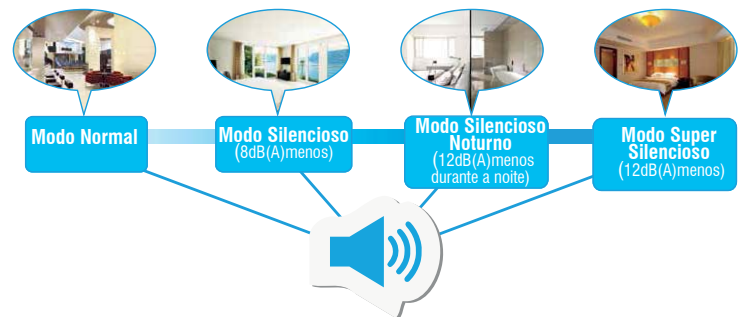 Modo Normal
Modo Silencioso
(8dB(A)menos)
Modo Silencioso
Noturno
(12dB(A)menos
durante a noite)
Modo Super
Silencioso
(12dB(A)menos)